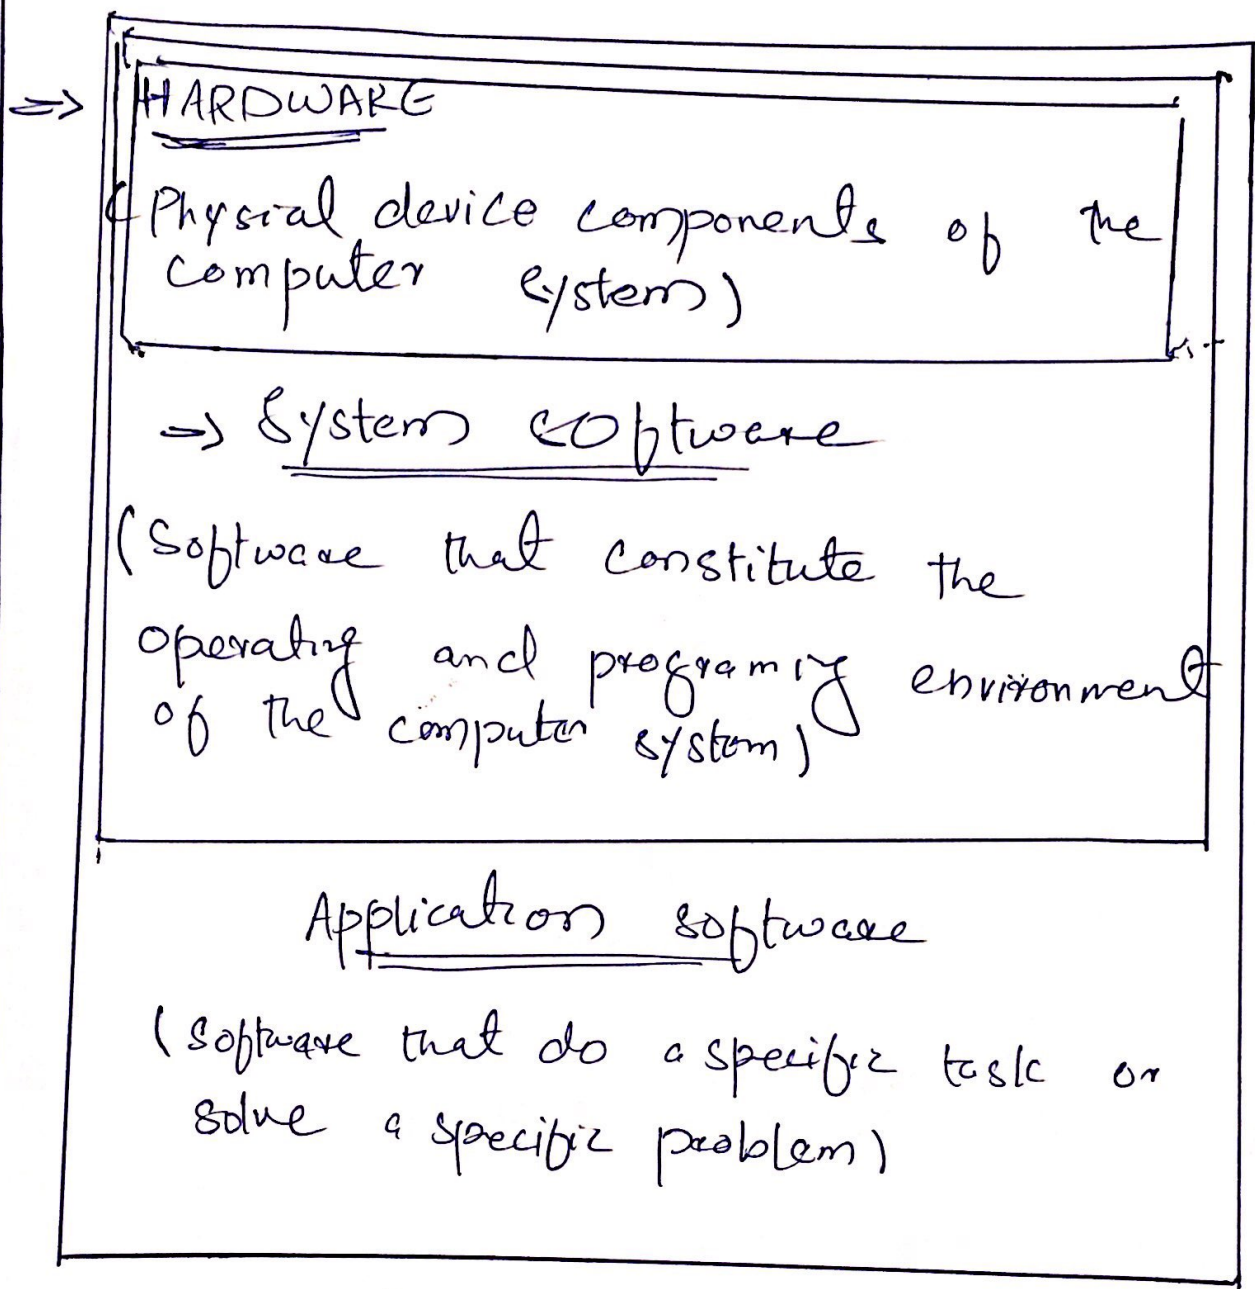 ⇒ HARDWARE
(Physial device components of the
computer system)
⇒ System software
(Software that constitute the
operating and programing environment
of the computer system)
Application software
(software that do a specific task or
solve a specific problem)